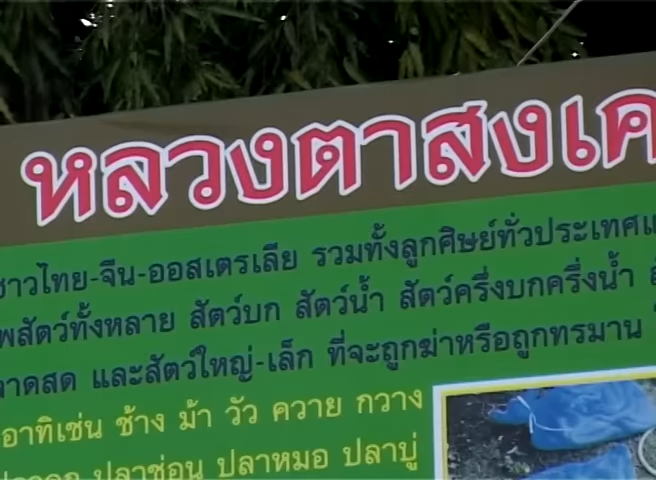 หลวงตาสงเค
ชาวไทย-จีน-ออสเตรเลีย รวมทั้งลูกศิษย์ทั่วประเทศ
พสัตว์ทั้งหลาย สัตว์บก สัตว์น้ำ สัตว์ครึ่งบกครึ่งน้ำ
าดสด และสัตว์ใหญ่-เล็ก ที่จะถูกฆ่าหรือถูกทรมาน
อาทิเช่น ช้าง ม้า วัว ควาย กวาง
ปลาช่อน ปลาหมอ ปลาบู่